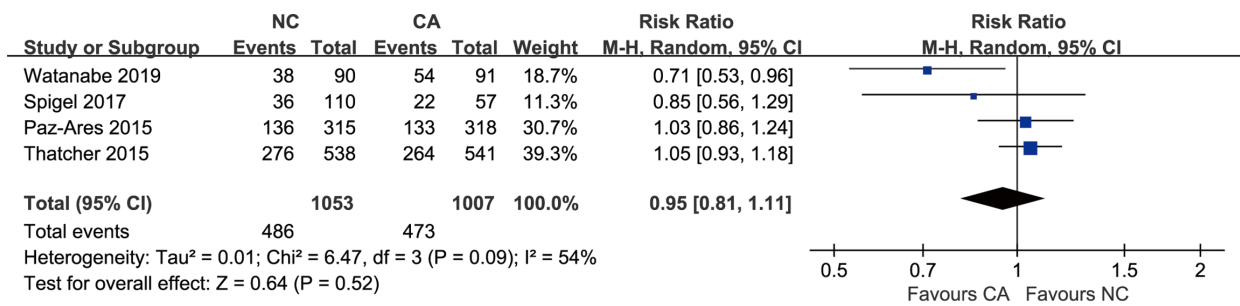 NC CA Risk Ratio Risk Ratio
Study or Subgroup Events Total Events Total Weight M-H, Random, 95% CI M-H, Random, 95% CI
Watanabe 2019 38 90 54 91 18.7% 0.71 [0.53, 0.96]
Spigel 2017 36 110 22 57 11.3% 0.85 [0.56, 1.29]
Paz-Ares 2015 136 315 133 318 30.7% 1.03 [0.86, 1.24]
Thatcher 2015 276 538 264 541 39.3% 1.05 [0.93, 1.18]
Total (95% CI) 1053 1007 100.0% 0.95 [0.81, 1.11]
Total events 486 473
Heterogeneity: Tau² = 0.01; Chi² = 6.47, df = 3 (P = 0.09); I² = 54%
Test for overall effect: Z = 0.64 (P = 0.52)
0.5 0.7 1 1.5 2
Favours CA Favours NC